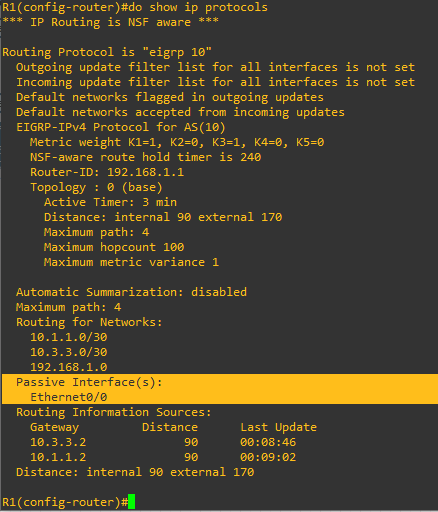 R1(config-router)#do show ip protocols
*** IP Routing is NSF aware ***
Routing Protocol is "eigrp 10"
Outgoing update filter list for all interfaces is not set
Incoming update filter list for all interfaces is not set
Default networks flagged in outgoing updates
Default networks accepted from incoming updates
EIGRP-IPv4 Protocol for AS(10)
Metric weight K1=1, K2=0, K3=1, K4=0, K5=0
NSF-aware route hold timer is 240
Router-ID: 192.168.1.1
Topology : 0 (base)
Active Timer: 3 min
Distance: internal 90 external 170
Maximum path: 4
Maximum hopcount 100
Maximum metric variance 1
Automatic Summarization: disabled
Maximum path: 4
Routing for Networks:
10.1.1.0/30
10.3.3.0/30
192.168.1.0
Passive Interface(s):
Ethernet0/0
Routing Information Sources:
Gateway Distance Last Update
10.3.3.2 90 00:08:46
10.1.1.2 90 00:09:02
Distance: internal 90 external 170
R1(config-router)#